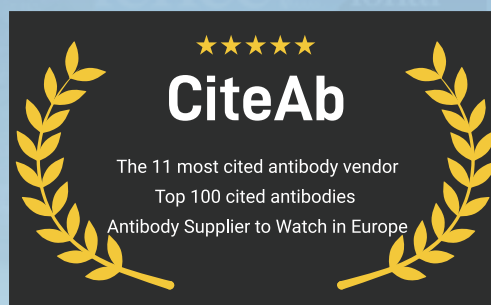 CiteAb
The 11 most cited antibody vendor
Top 100 cited antibodies
Antibody Supplier to Watch in Europe